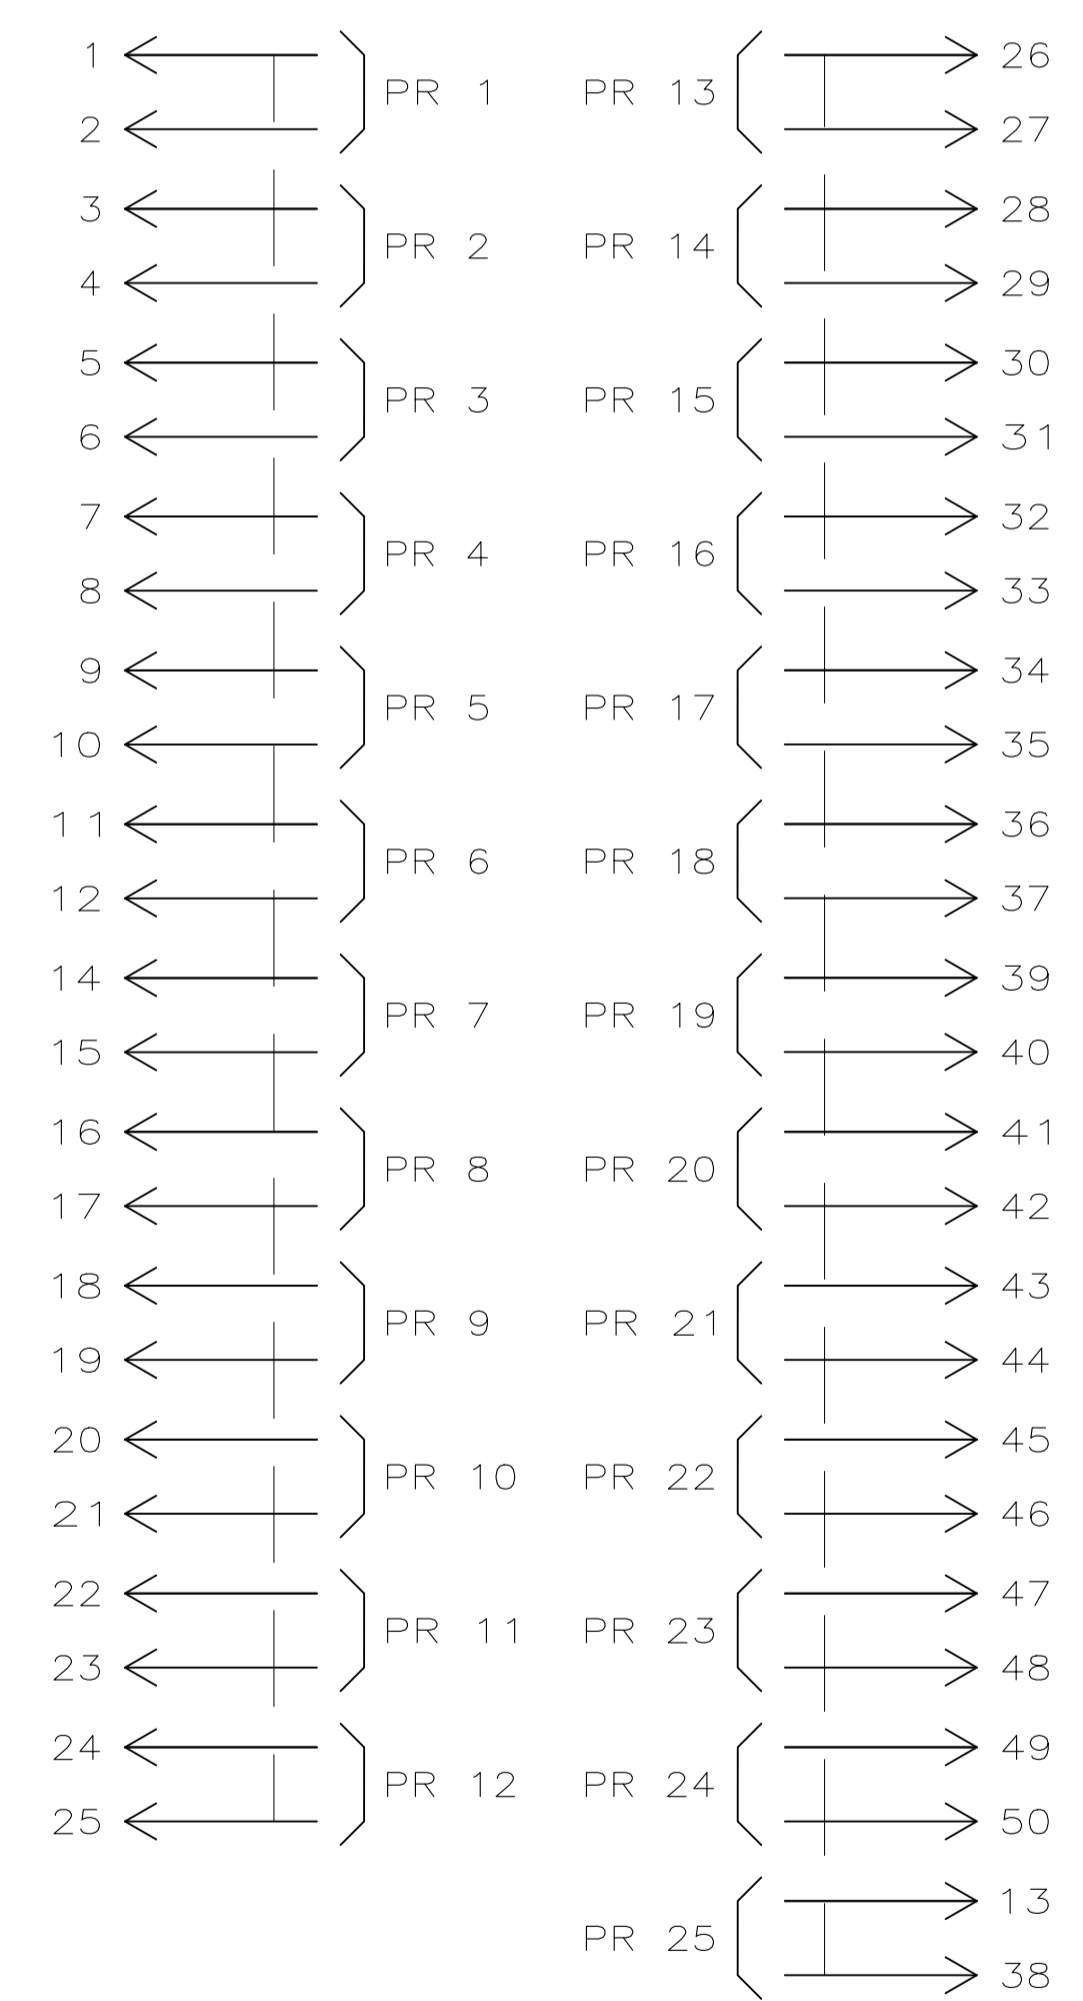 1 26
PR 1 PR 13
2 27
3 28
PR 2 PR 14
4 29
5 30
PR 3 PR 15
6 31
7 32
PR 4 PR 16
8 33
9 34
PR 5 PR 17
10 35
11 36
PR 6 PR 18
12 37
14 39
PR 7 PR 19
15 40
16 41
PR 8 PR 20
17 42
18 43
PR 9 PR 21
19 44
20 45
PR 10 PR 22
21 46
22 47
PR 11 PR 23
23 48
24 49
PR 12 PR 24
25 50
13
PR 25
38